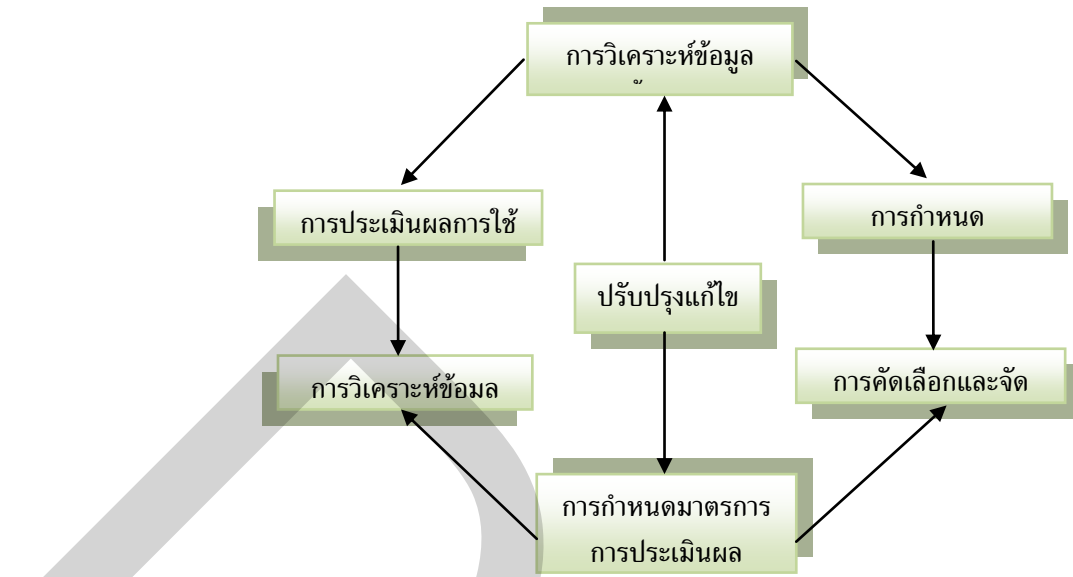 การวิเคราะห์ข้อมูล
การประเมินผลการใช้
การกำหนด
ปรับปรุงแก้ไข
การวิเคราะห์ข้อมล
การคัดเลือกและจัด
การกำหนดมาตรการ
การประเมินผล